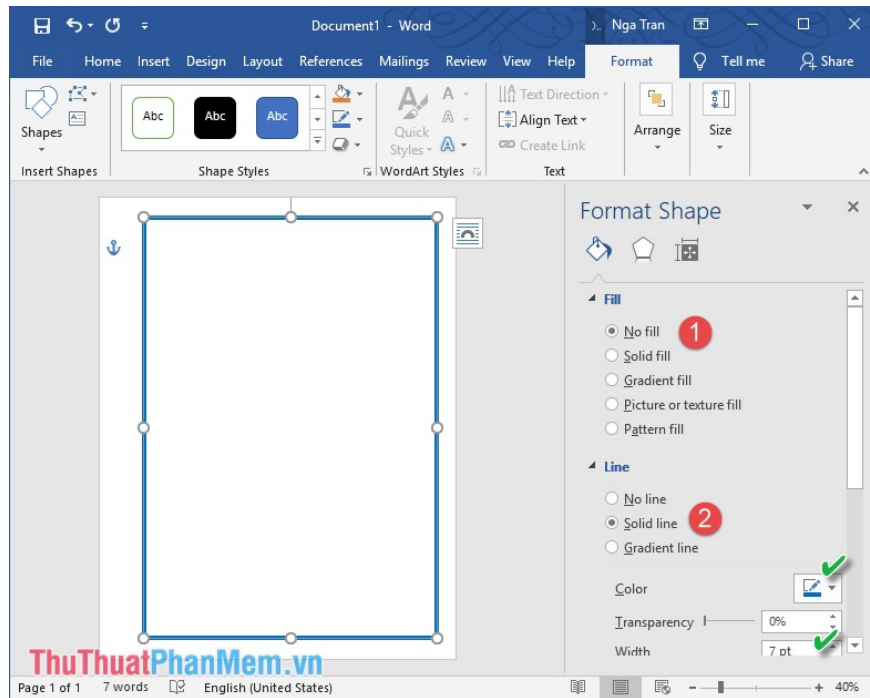 Document1 - Word
Nga Tran
File Home Insert Design Layout References Mailings Review View Help Format Tell me Share
Shapes
Abc Abc Abc
Quick Styles
Text Direction
Align Text
Create Link
Arrange
Size
Insert Shapes Shape Styles WordArt Styles Text
Format Shape
Fill
No fill 1
Solid fill
Gradient fill
Picture or texture fill
Pattern fill
Line
No line
Solid line 2
Gradient line
Color
Transparency 0%
Width 7 pt
ThuThuatPhanMem.vn
Page 1 of 1 7 words English (United States) 40%